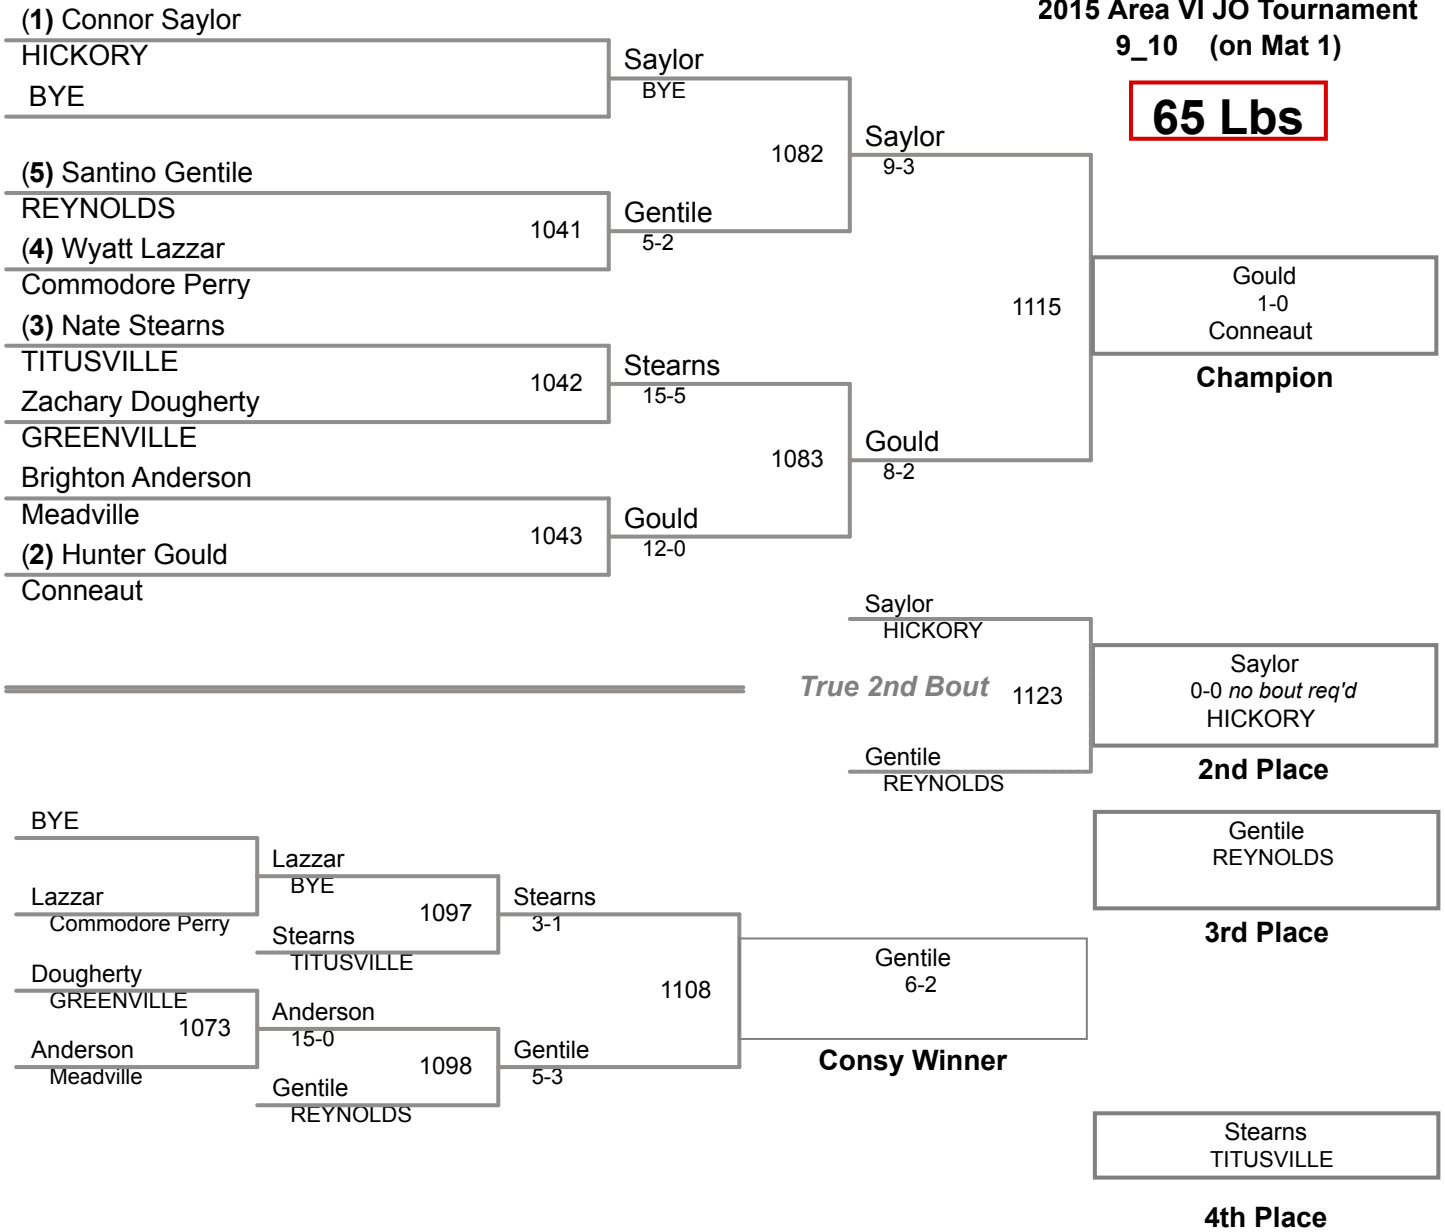 2015 Area VI JO Tournament
9_10 (on Mat 1)
65 Lbs
(1) Connor Saylor
HICKORY
BYE
(5) Santino Gentile
REYNOLDS
1041
(4) Wyatt Lazzar
Commodore Perry
(3) Nate Stearns
TITUSVILLE
1042
Zachary Dougherty
GREENVILLE
Brighton Anderson
Meadville
1043
(2) Hunter Gould
Conneaut
Saylor
BYE
1082
Gentile
5-2
Stearns
15-5
1083
Gould
12-0
Saylor
9-3
1115
Gould
8-2
Gould
1-0
Conneaut
Champion
Saylor
HICKORY
True 2nd Bout 1123
Gentile
REYNOLDS
Saylor
0-0 no bout req'd
HICKORY
2nd Place
BYE
Lazzar
Commodore Perry
Dougherty
GREENVILLE
1073
Anderson
Meadville
Lazzar
BYE
1097
Stearns
TITUSVILLE
Anderson
15-0
1098
Gentile
REYNOLDS
Stearns
3-1
1108
Gentile
5-3
Gentile
6-2
Consy Winner
Gentile
REYNOLDS
3rd Place
Stearns
TITUSVILLE
4th Place